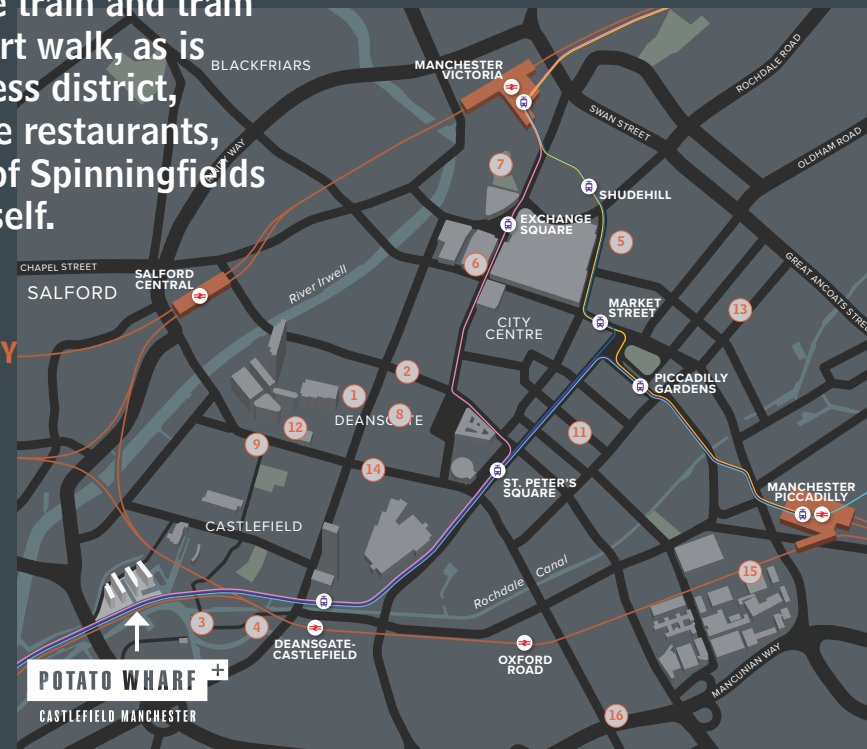 e train and tram
rt walk, as is
ess district,
e restaurants,
of Spinningfields
self.
Y
BLACKFRIARS
MANCHESTER
VICTORIA
ROCHDALE ROAD
SWAN STREET
OLDHAM ROAD
7
SHUDEHILL
EXCHANGE
SQUARE
5
CHAPEL STREET
SALFORD
SALFORD
CENTRAL
River Irwell
6
GREAT ANCOATS STREE
MARKET
STREET
13
CITY
CENTRE
2
PICCADILLY
GARDENS
1
8
DEANSGATE
12
9
11
14
ST. PETER'S
SQUARE
MANCHESTER
PICCADILLY
CASTLEFIELD
Rochdale Canal
15
3
4
DEANSGATE-
CASTLEFIELD
OXFORD
ROAD
MANCUNIAN WAY
16
POTATO WHARF +
CASTLEFIELD MANCHESTER